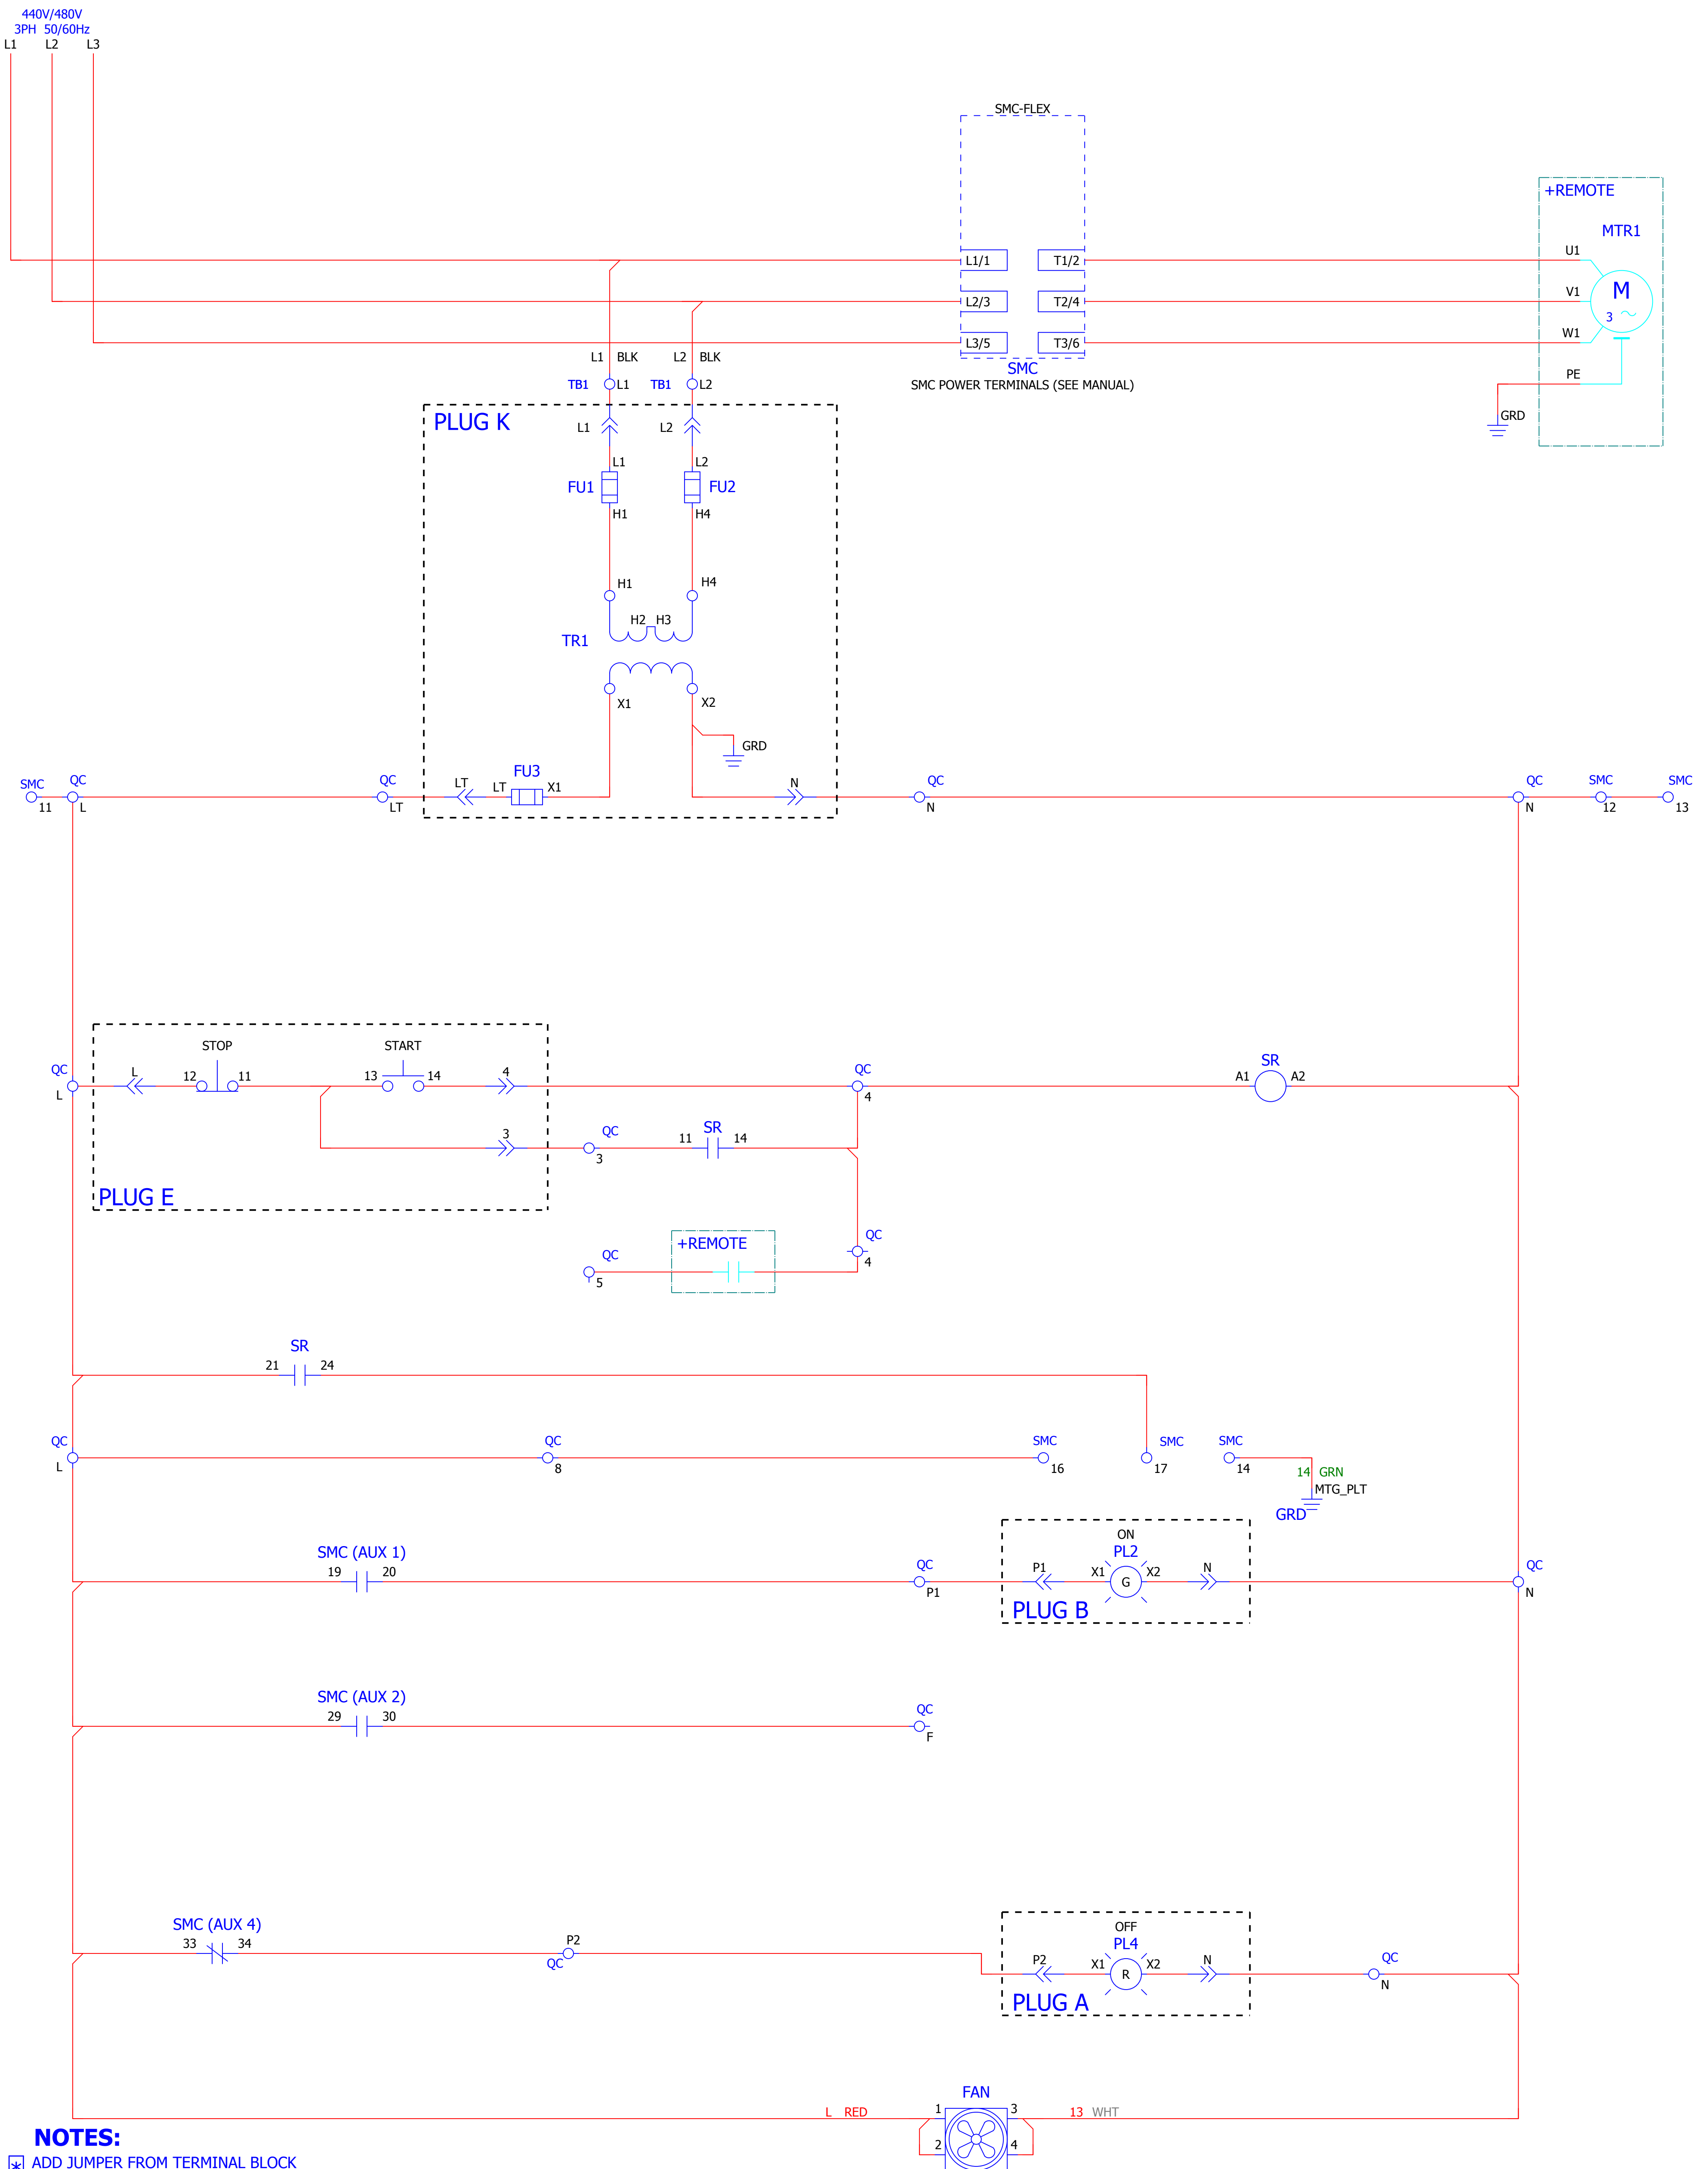 440V/480V
3PH 50/60Hz
L1 L2 L3
SMC-FLEX
+REMOTE
MTR1
L1/1 T1/2 U1
L2/3 T2/4 V1 M
3
L3/5 T3/6 W1
L1 BLK L2 BLK
SMC
TB1 L1 TB1 L2
SMC POWER TERMINALS (SEE MANUAL)
PE
GRD
PLUG K
L1 L2
L1 L2
FU1 FU2
H1 H4
H1 H4
H2 H3
TR1
X1 X2
GRD
SMC QC QC FU3 QC QC SMC SMC
LT LT X1 N
11 L LT N N 12 13
STOP START
QC L 12 11 13 14 4 QC SR
A1 A2
L 4
3 QC 11 SR 14
3
PLUG E
+REMOTE
QC QC
5 4
SR
21 24
QC QC SMC SMC SMC
L 8 16 17 14
14 GRN
MTG_PLT
GRD
ON
SMC (AUX 1) PL2
19 20 QC P1 X1 G X2 N QC
P1 N
PLUG B
SMC (AUX 2)
29 30 QC
F
OFF
SMC (AUX 4) PL4
33 34 P2
QC
P2 X1 R X2 N QC
N
PLUG A
FAN
L RED 1 3 13 WHT
2 4
NOTES:
* ADD JUMPER FROM TERMINAL BLOCK